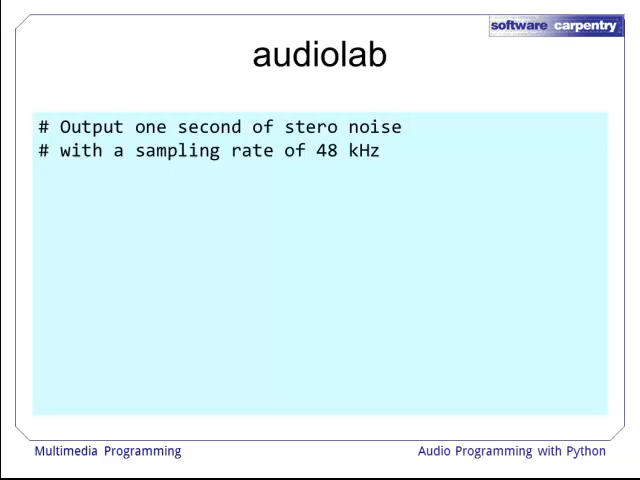 software carpentry
audiolab
# Output one second of stero noise
# with a sampling rate of 48 kHz
Multimedia Programming
Audio Programming with Python